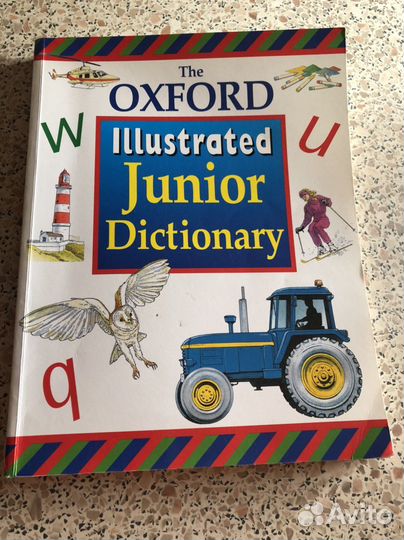 The
OXFORD
w
u
Illustrated
Junior
Dictionary
q
Avito